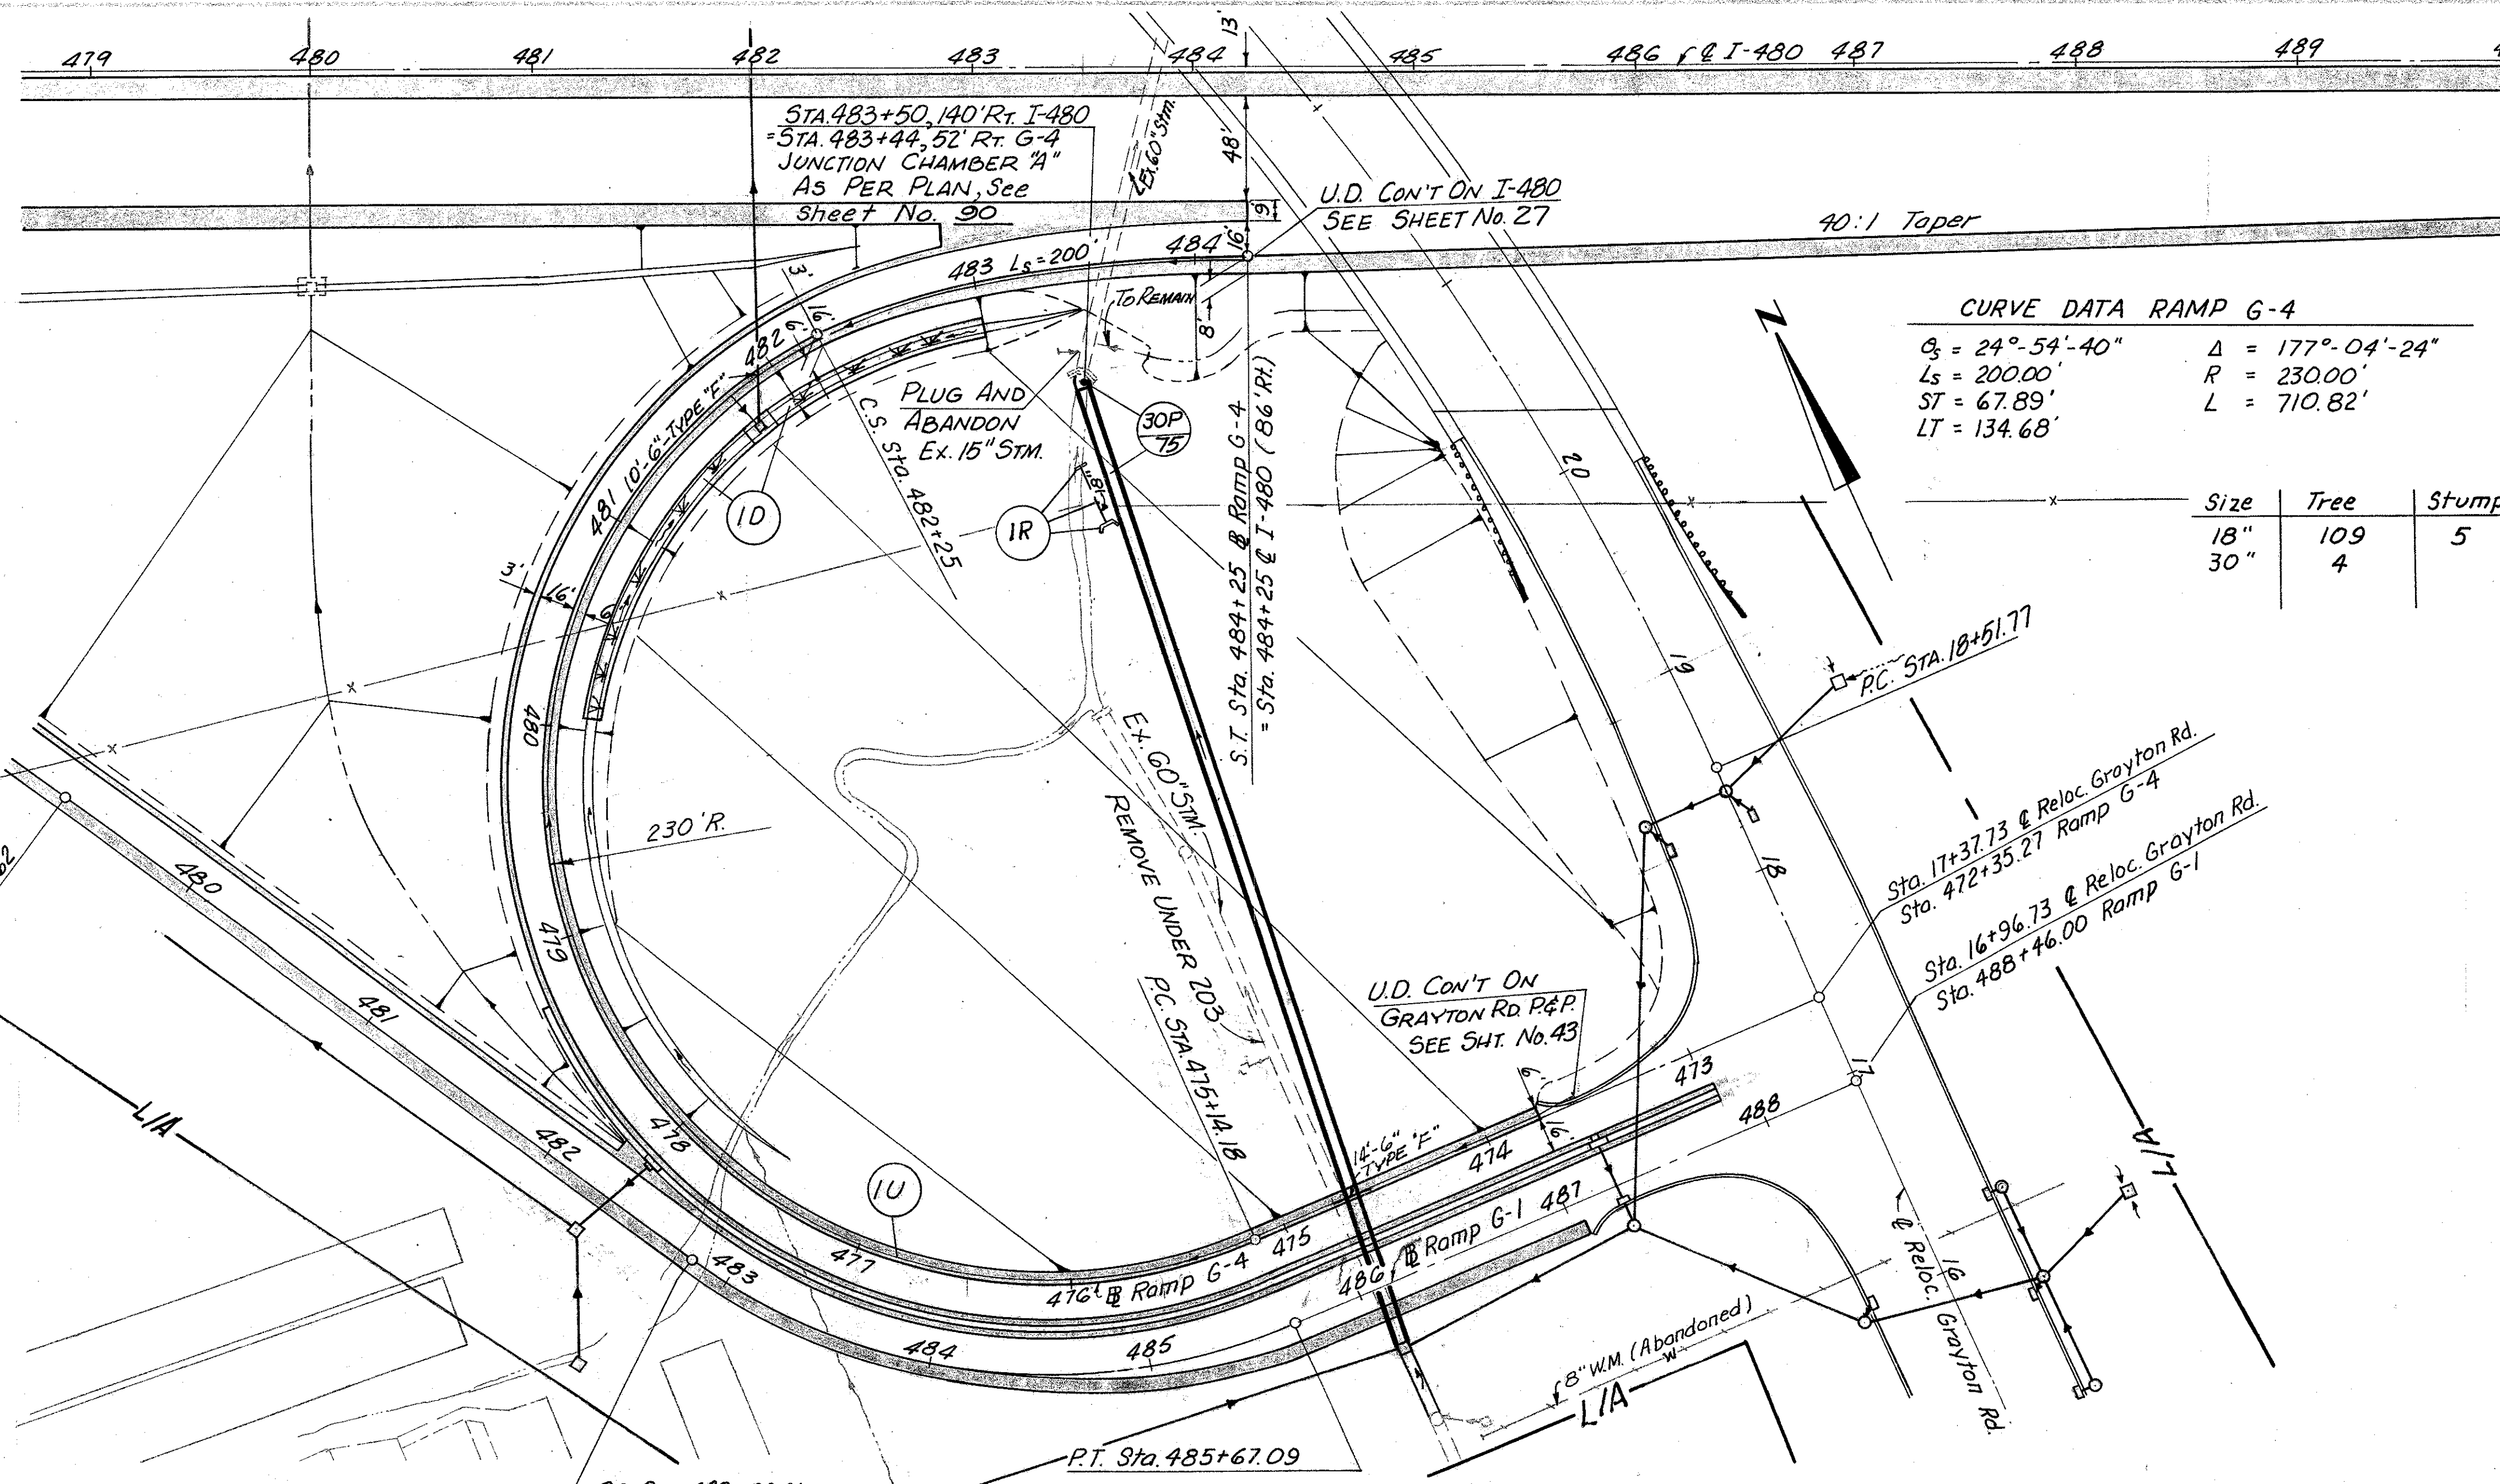 13'
479 480 481 482 483 484 485 486 ℄ I-480 487 488 489
STA. 483+50, 140' RT. I-480
=STA. 483+44, 52' RT. G-4
JUNCTION CHAMBER "A"
AS PER PLAN, See
Sheet No. 90
Ex. 60" Stm.
48'
U.D. CON'T ON I-480
SEE SHEET No. 27
40:1 Taper
6'
16'
484
483 Ls=200'
3'
16'
6'
482
TO REMAIN
8'
CURVE DATA RAMP G-4
θs = 24°-54'-40" Δ = 177°-04'-24"
Ls = 200.00' R = 230.00'
ST = 67.89' L = 710.82'
LT = 134.68'
N
PLUG AND
ABANDON
Ex. 15" STM.
30P
75
C.S. Sta. 482+25
10'-6"-TYPE "F"
481
1D
1R
18"
S.T. Sta. 484+25 ℞ Ramp G-4
= Sta. 484+25 ℄ I-480 (86' Rt.)
20
Size Tree Stump
18" 109 5
30" 4
3'
16'
6'
19
P.C. STA. 18+51.77
480
230' R.
Ex. 60" STM.
REMOVE UNDER 203
18
Sta. 17+37.73 ℄ Reloc. Grayton Rd.
Sta. 472+35.27 Ramp G-4
Sta. 16+96.73 ℄ Reloc. Grayton Rd.
Sta. 488+46.00 Ramp G-1
480
479
481
P.C. STA. 475+14.18
U.D. CON'T ON
GRAYTON RD. P.&P.
SEE SHT. No. 43
17
473
488
6'
16'
L/A
482
478
14'-6"
TYPE "F"
474
L/A
1U
477
475
487
483
476 ℞ Ramp G-4
486 ℞ Ramp G-1
16
℄ Reloc. Grayton Rd.
484
485
8" W.M. (Abandoned)
W
L/A
P.T. Sta. 485+67.09